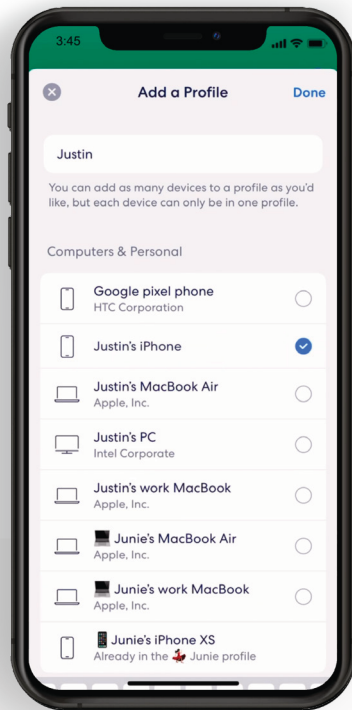 3:45
Add a Profile
Done
Justin
You can add as many devices to a profile as you'd
like, but each device can only be in one profile.
Computers & Personal
Google pixel phone
HTC Corporation
Justin's iPhone
Justin's MacBook Air
Apple, Inc.
Justin's PC
Intel Corporate
Justin's work MacBook
Apple, Inc.
💻 Junie's MacBook Air
Apple, Inc.
💻 Junie's work MacBook
Apple, Inc.
📱 Junie's iPhone XS
Already in the 💃 Junie profile